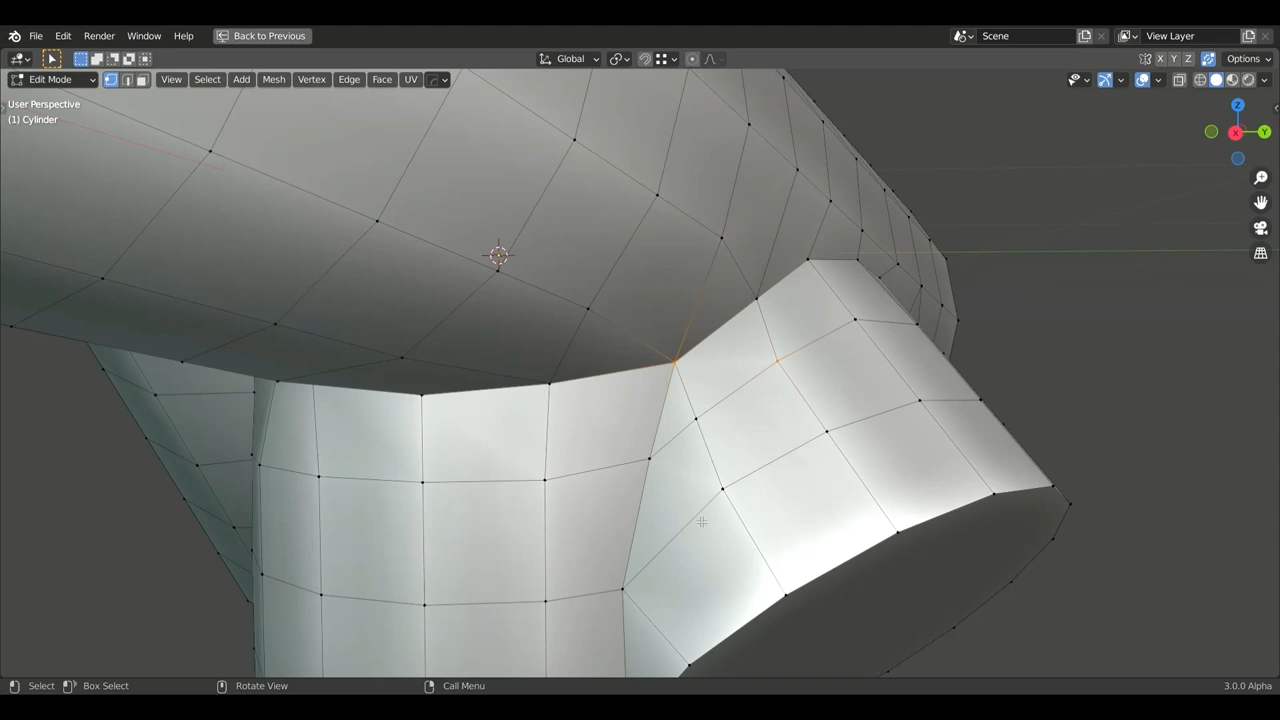 File Edit Render Window Help Back to Previous Scene View Layer
Global X Y Z Options
Edit Mode View Select Add Mesh Vertex Edge Face UV
User Perspective
(1) Cylinder
Z
Y
X
Select Box Select Rotate View Call Menu 3.0.0 Alpha